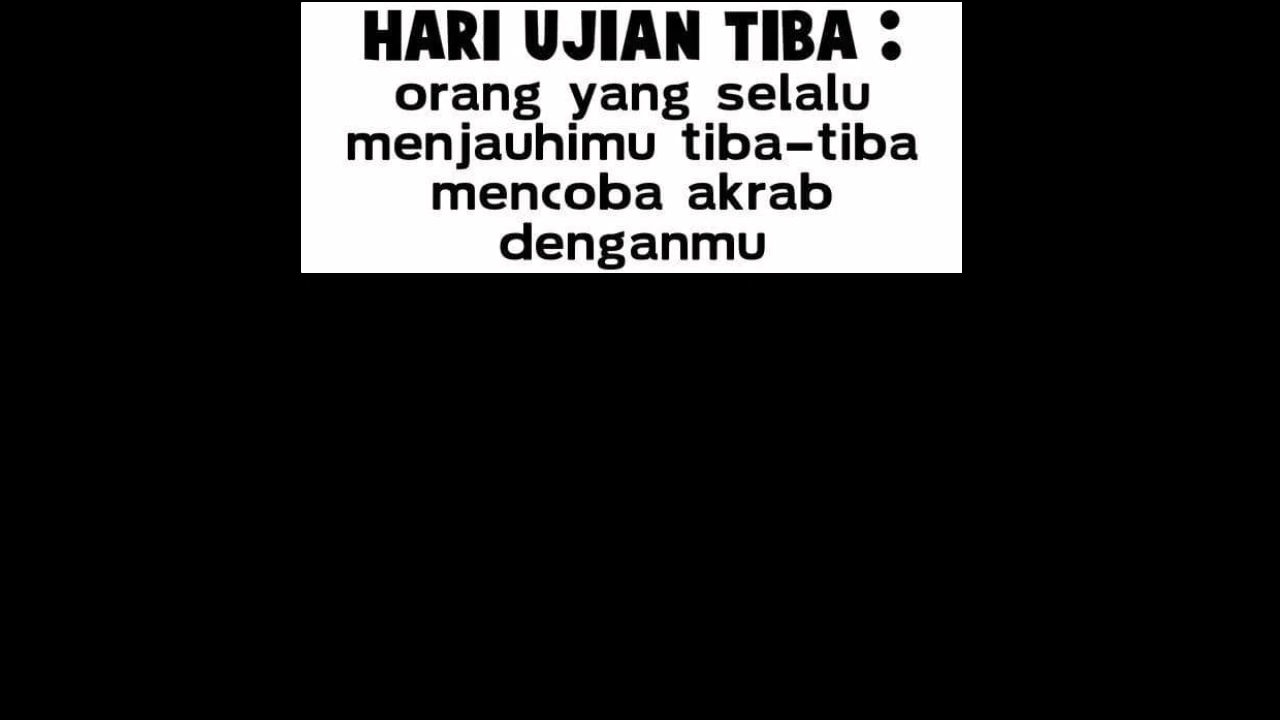 HARI UJIAN TIBA :
orang yang selalu
menjauhimu tiba-tiba
mencoba akrab
denganmu